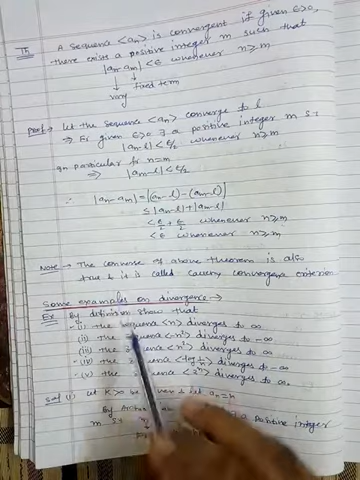 Th A sequence <an> is convergent if given ε>0,
there exists a positive integer m such that
|an-am| < ε whenever n≥m
↓ ↓
vary fixed term
Proof → Let the sequence <an> converge to l
⇒ for given ε>0 ∃ a positive integer m s.t
|an-l| < ε/2 whenever n≥m
in particular for n=m
⇒ |am-l| < ε/2
∴ |an-am| = |(an-l)-(am-l)|
≤ |an-l|+|am-l|
< ε/2 + ε/2 whenever n≥m
< ε whenever n≥m
Note → The converse of above theorem is also
true & it is called Cauchy convergence criterion.
Some examples on divergence →
Ex By definition show that
(i) the sequence <n> diverges to ∞
(ii) the sequence <-n²> diverges to -∞
(iii) the sequence <n²> diverges to ∞
(iv) the sequence <log 1/n> diverges to -∞
(v) the sequence <2ⁿ> diverges to ∞
Sol (i) Let K>0 be given & let an=n
By Archi a positive integer
m s.t